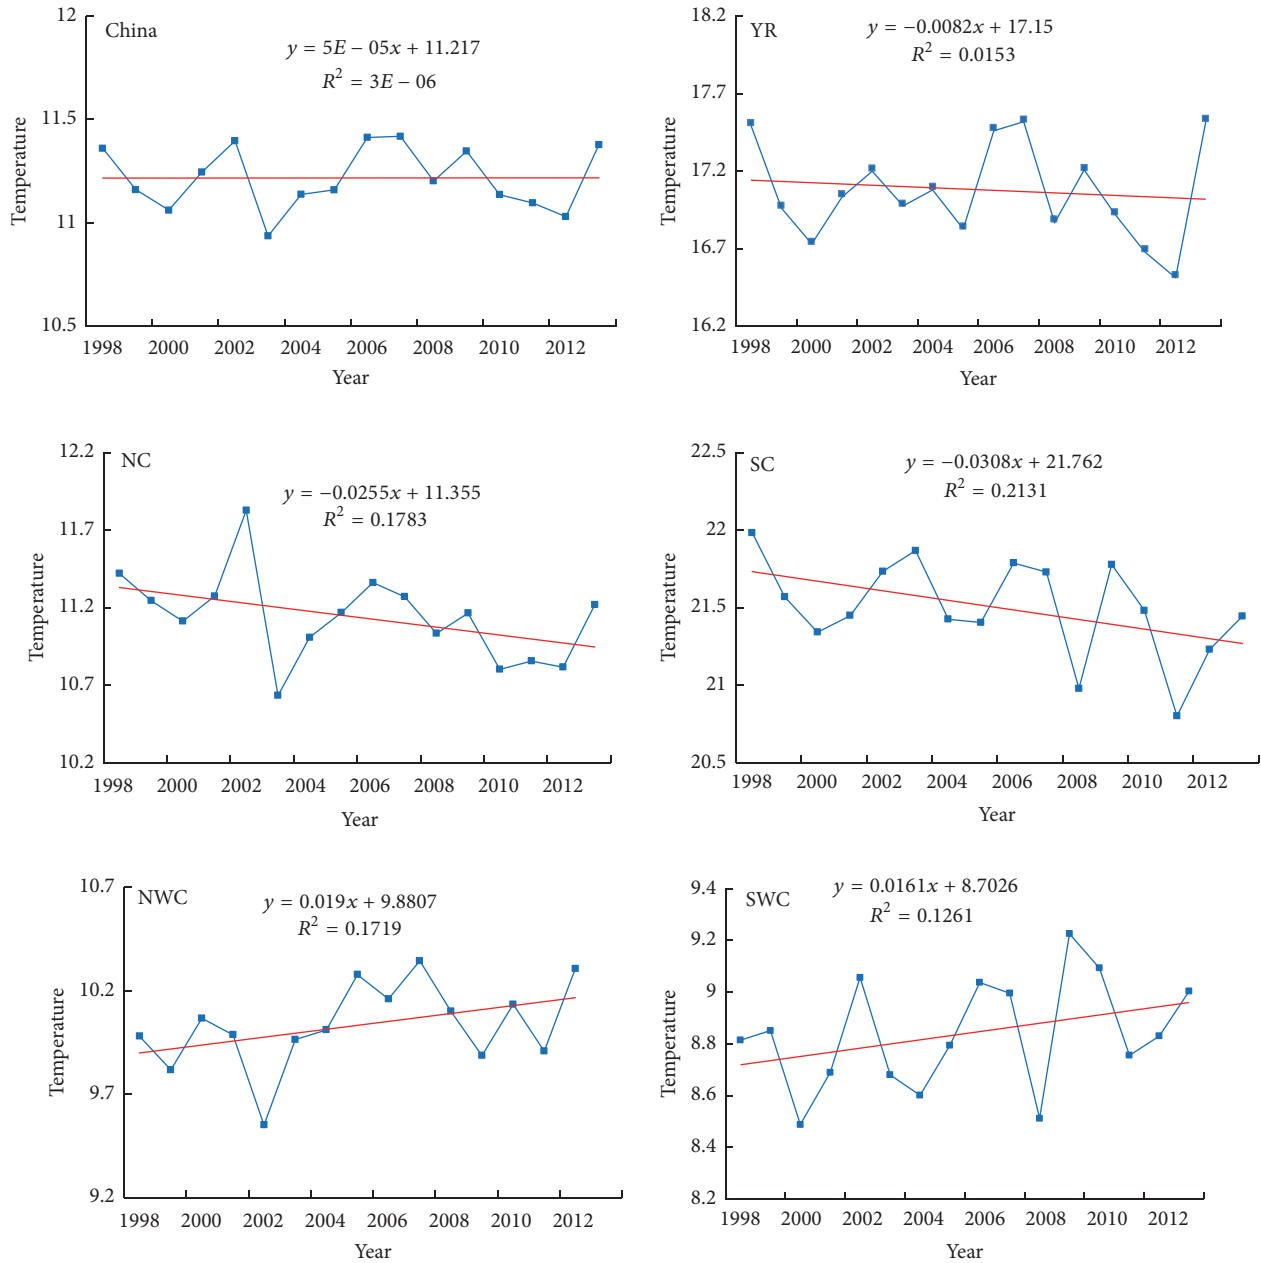 China
y = 5E − 05x + 11.217
R² = 3E − 06
12
11.5
11
10.5
Temperature
1998 2000 2002 2004 2006 2008 2010 2012
Year
YR
y = −0.0082x + 17.15
R² = 0.0153
18.2
17.7
17.2
16.7
16.2
Temperature
1998 2000 2002 2004 2006 2008 2010 2012
Year
NC
y = −0.0255x + 11.355
R² = 0.1783
12.2
11.7
11.2
10.7
10.2
Temperature
1998 2000 2002 2004 2006 2008 2010 2012
Year
SC
y = −0.0308x + 21.762
R² = 0.2131
22.5
22
21.5
21
20.5
Temperature
1998 2000 2002 2004 2006 2008 2010 2012
Year
NWC
y = 0.019x + 9.8807
R² = 0.1719
10.7
10.2
9.7
9.2
Temperature
1998 2000 2002 2004 2006 2008 2010 2012
Year
SWC
y = 0.0161x + 8.7026
R² = 0.1261
9.4
9.2
9
8.8
8.6
8.4
8.2
Temperature
1998 2000 2002 2004 2006 2008 2010 2012
Year